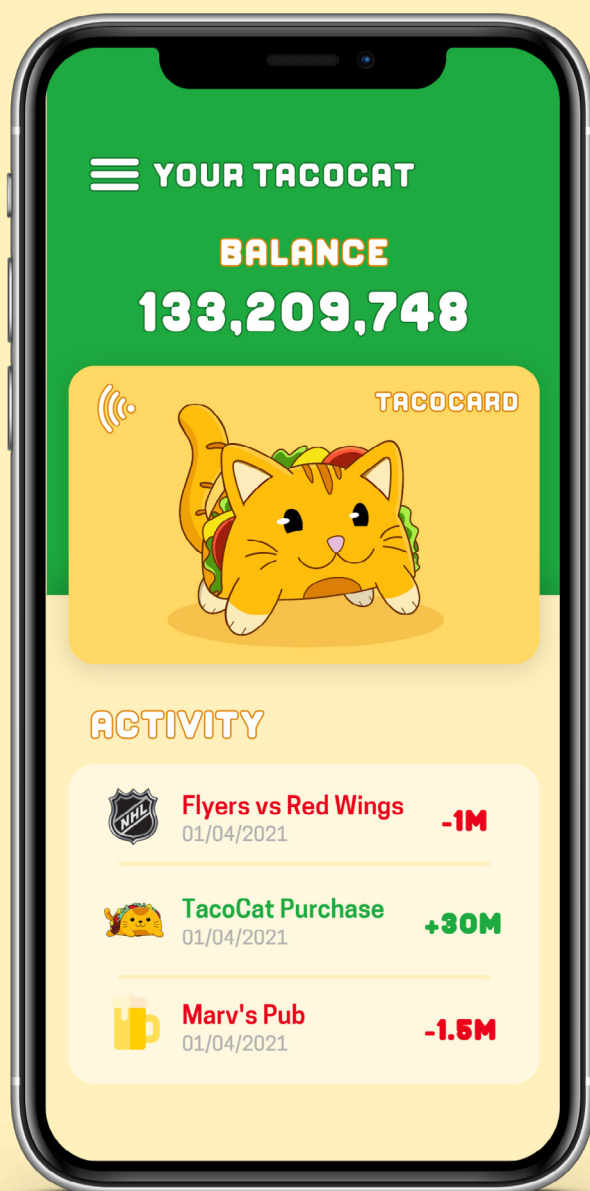 YOUR TACOCAT
BALANCE
133,209,748
TACOCARD
ACTIVITY
NHL
Flyers vs Red Wings
01/04/2021
-1M
TacoCat Purchase
01/04/2021
+30M
Marv's Pub
01/04/2021
-1.5M